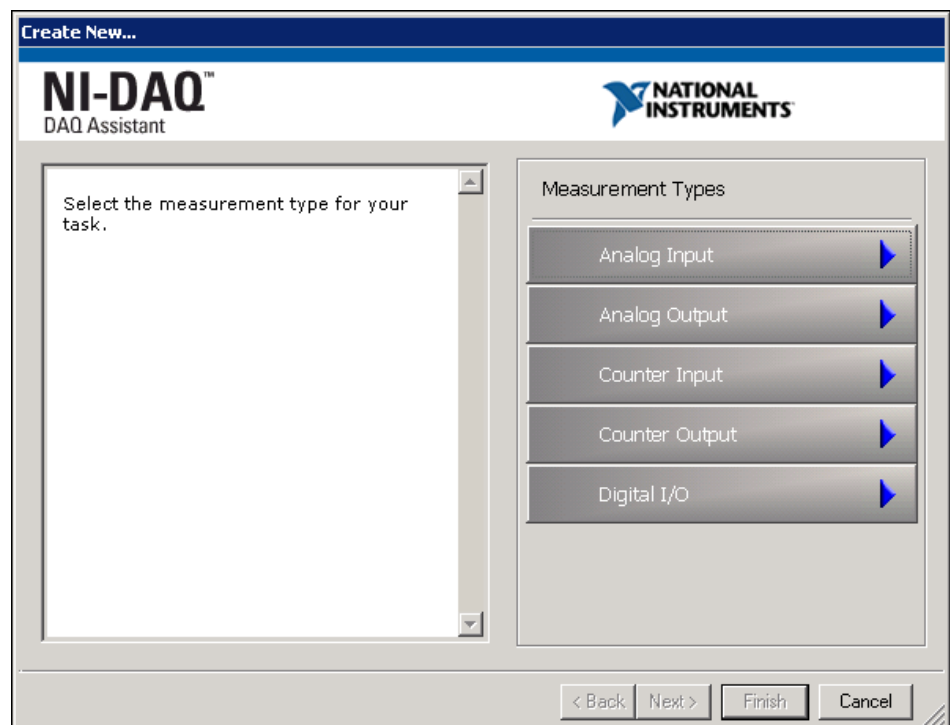 Create New...
NI-DAQ™
DAQ Assistant
NATIONAL
INSTRUMENTS™
Select the measurement type for your
task.
Measurement Types
Analog Input
Analog Output
Counter Input
Counter Output
Digital I/O
< Back
Next >
Finish
Cancel